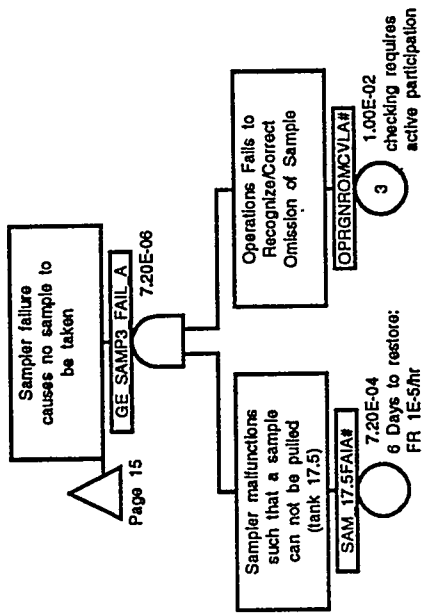 Sampler failure
causes no sample to
be taken
GE_SAMP3_FAIL_A
7.20E-06
Page 15
Sampler malfunctions
such that a sample
can not be pulled
(tank 17.5)
SAM_17.5FAIA#
7.20E-04
6 Days to restore;
FR 1E-5/hr
Operations Fails to
Recognize/Correct
Omission of Sample
OPRGNROMCVLA#
3
1.00E-02
checking requires
active participation